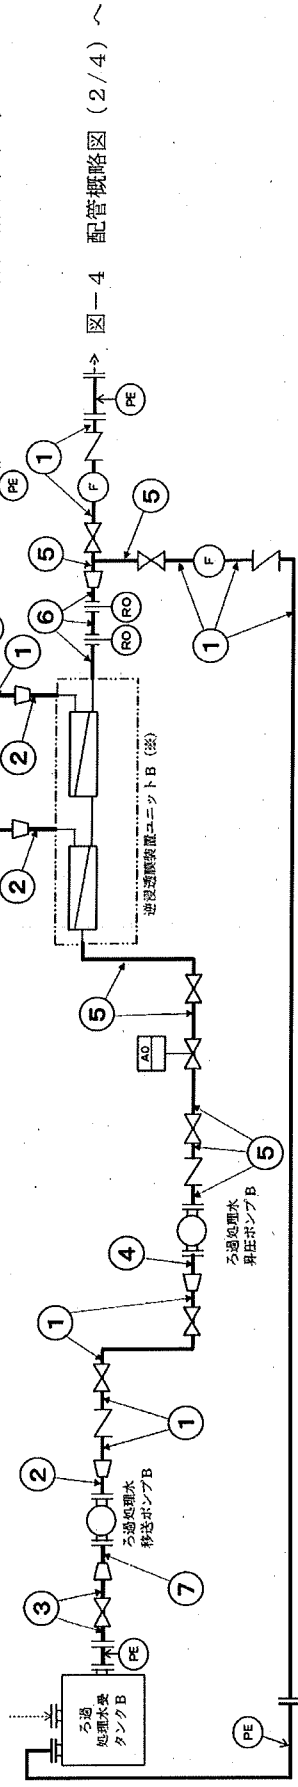 図－4　配管概略図（2/4）へ
PE
PE
1
F
5
5
6
RO
RO
F
1
1
2
2
逆浸透膜装置ユニットB（※）
5
AO
5
ろ過処理水
昇圧ポンプB
4
1
1
2
ろ過処理水
移送ポンプB
7
3
PE
ろ過
処理水受
タンクB
PE